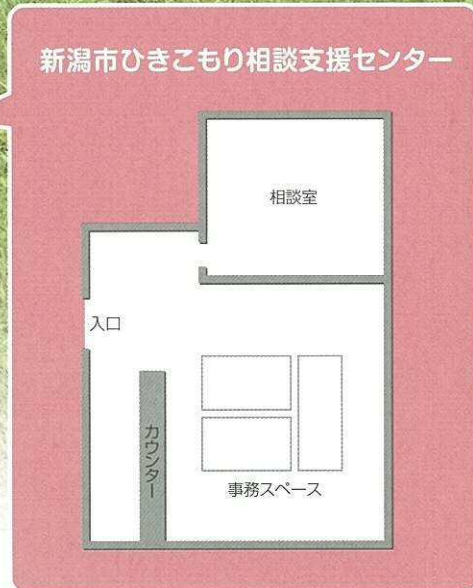 新潟市ひきこもり相談支援センター
相談室
入口
カウンター
事務スペース